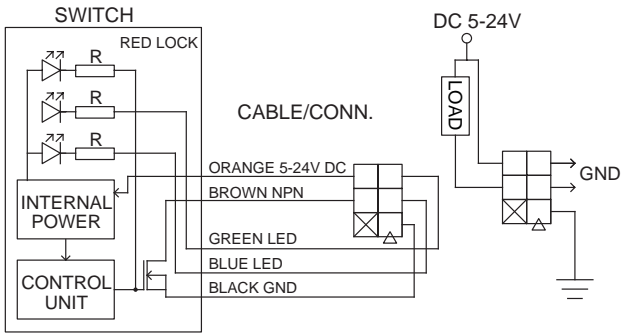 SWITCH
RED LOCK
R
R
R
INTERNAL
POWER
CONTROL
UNIT
CABLE/CONN.
ORANGE 5-24V DC
BROWN NPN
GREEN LED
BLUE LED
BLACK GND
DC 5-24V
LOAD
GND